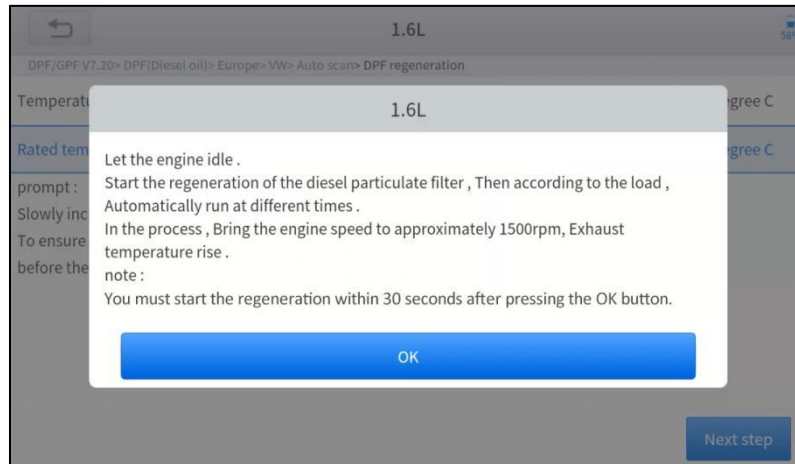 1.6L
58%
DPF/GPF V7.20> DPF(Diesel oil)> Europe> VW> Auto scan> DPF regeneration
1.6L
Let the engine idle .
Start the regeneration of the diesel particulate filter , Then according to the load ,
Automatically run at different times .
In the process , Bring the engine speed to approximately 1500rpm, Exhaust
temperature rise .
note :
You must start the regeneration within 30 seconds after pressing the OK button.
OK
Rated tem
gree C
prompt :
Slowly inc
To ensure
before the
Next step